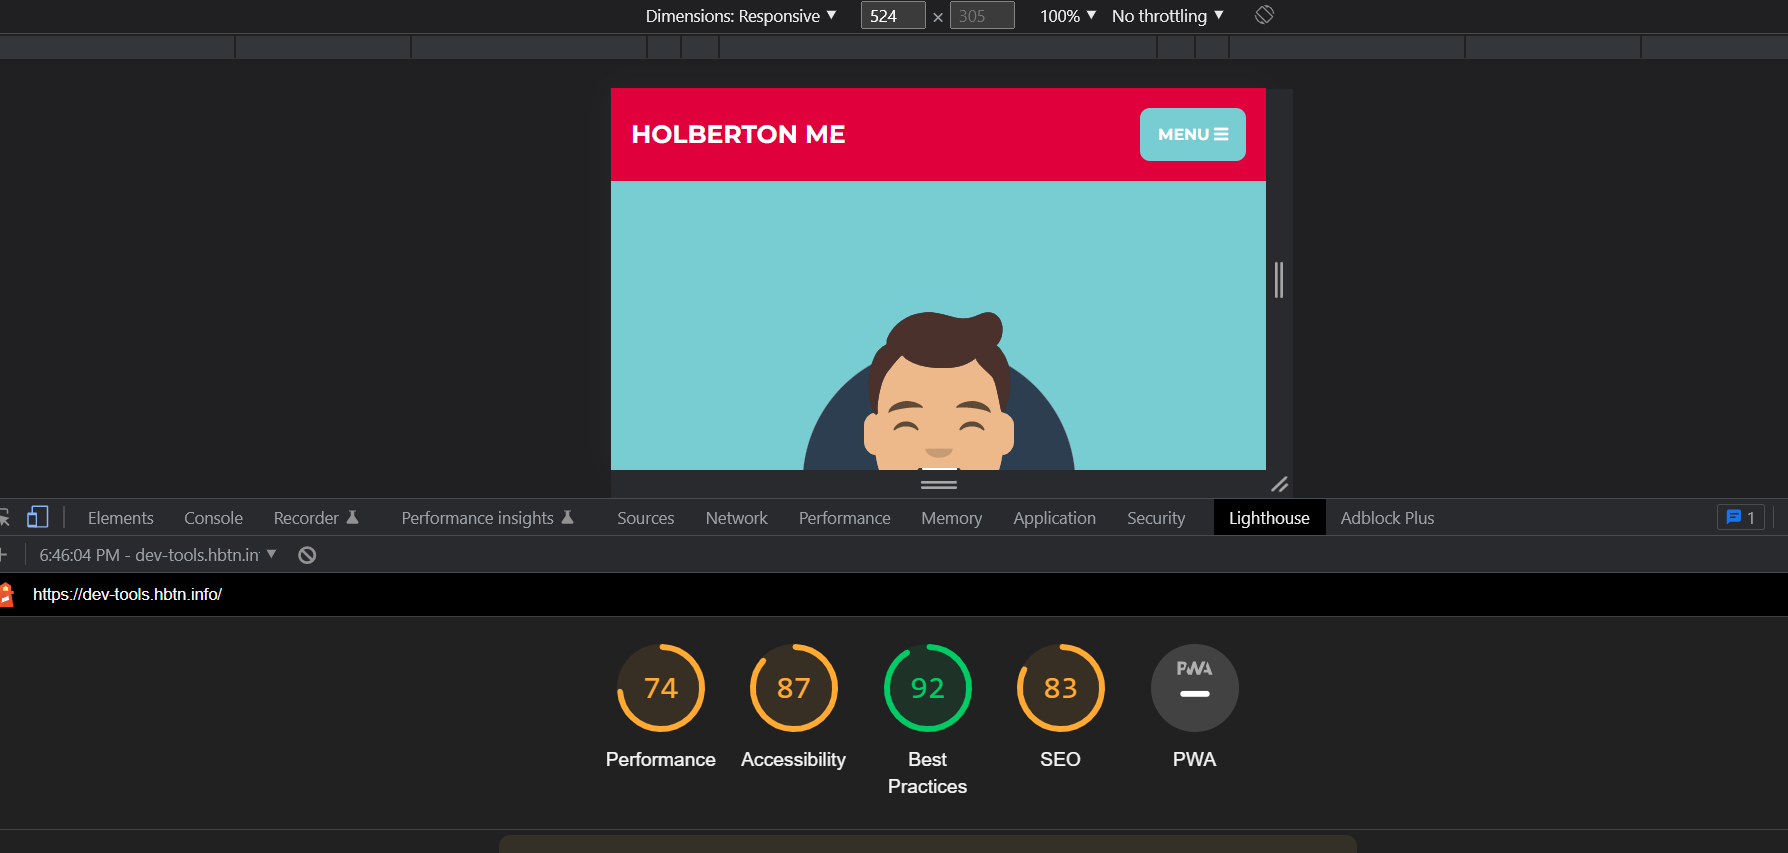 Dimensions: Responsive 524 × 305 100% No throttling
HOLBERTON ME
MENU
Elements Console Recorder Performance insights Sources Network Performance Memory Application Security Lighthouse Adblock Plus 1
6:46:04 PM - dev-tools.hbtn.in
https://dev-tools.hbtn.info/
74 87 92 83 PWA
Performance Accessibility Best Practices SEO PWA